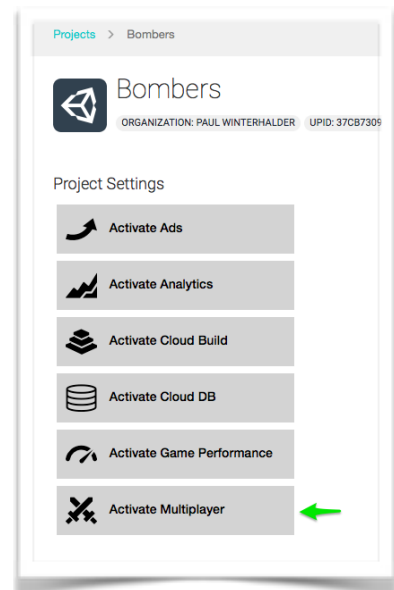 Projects > Bombers
Bombers
ORGANIZATION: PAUL WINTERHALDER UPID: 37CB7309
Project Settings
Activate Ads
Activate Analytics
Activate Cloud Build
Activate Cloud DB
Activate Game Performance
Activate Multiplayer